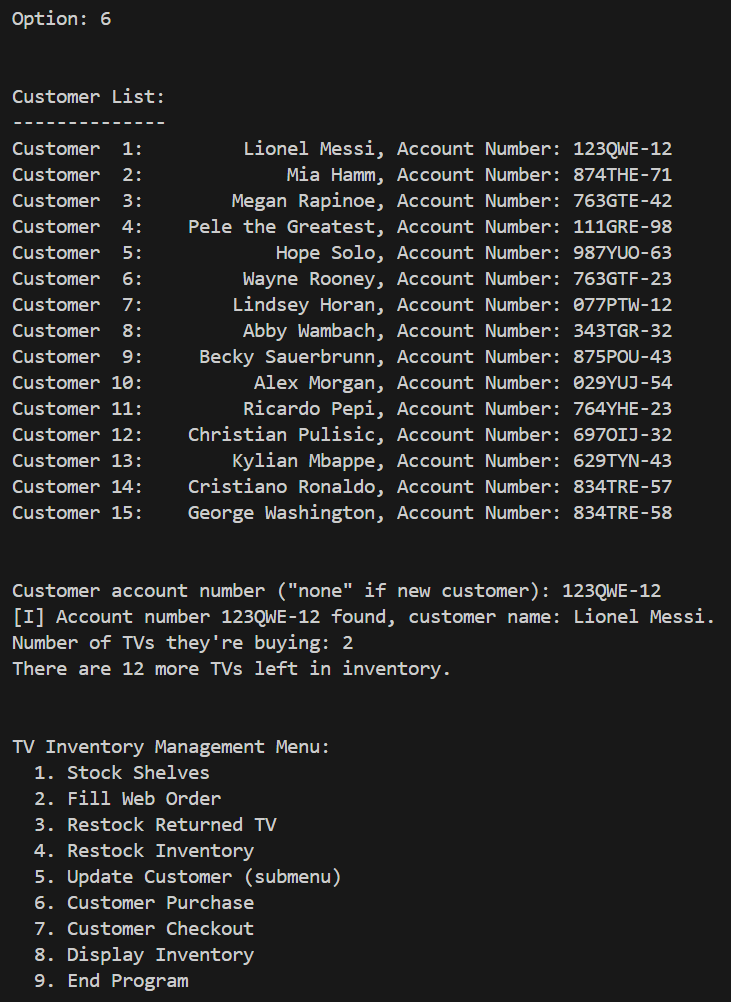 Option: 6
Customer List:
--------------
Customer  1:         Lionel Messi, Account Number: 123QWE-12
Customer  2:             Mia Hamm, Account Number: 874THE-71
Customer  3:        Megan Rapinoe, Account Number: 763GTE-42
Customer  4:    Pele the Greatest, Account Number: 111GRE-98
Customer  5:            Hope Solo, Account Number: 987YUO-63
Customer  6:         Wayne Rooney, Account Number: 763GTF-23
Customer  7:        Lindsey Horan, Account Number: 077PTW-12
Customer  8:         Abby Wambach, Account Number: 343TGR-32
Customer  9:     Becky Sauerbrunn, Account Number: 875POU-43
Customer 10:          Alex Morgan, Account Number: 029YUJ-54
Customer 11:         Ricardo Pepi, Account Number: 764YHE-23
Customer 12:    Christian Pulisic, Account Number: 697OIJ-32
Customer 13:        Kylian Mbappe, Account Number: 629TYN-43
Customer 14:    Cristiano Ronaldo, Account Number: 834TRE-57
Customer 15:    George Washington, Account Number: 834TRE-58
Customer account number ("none" if new customer): 123QWE-12
[I] Account number 123QWE-12 found, customer name: Lionel Messi.
Number of TVs they're buying: 2
There are 12 more TVs left in inventory.
TV Inventory Management Menu:
  1. Stock Shelves
  2. Fill Web Order
  3. Restock Returned TV
  4. Restock Inventory
  5. Update Customer (submenu)
  6. Customer Purchase
  7. Customer Checkout
  8. Display Inventory
  9. End Program